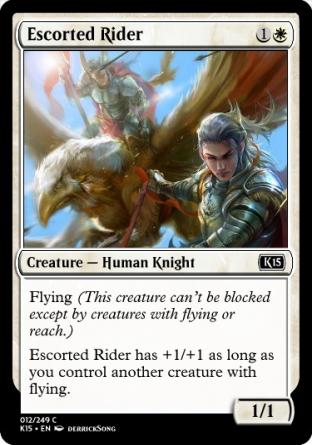 Escorted Rider 1
Creature — Human Knight K15
Flying (This creature can't be blocked
except by creatures with flying or
reach.)
Escorted Rider has +1/+1 as long as
you control another creature with
flying.
1/1
012/249 C
K15 • EN DERRICKSONG